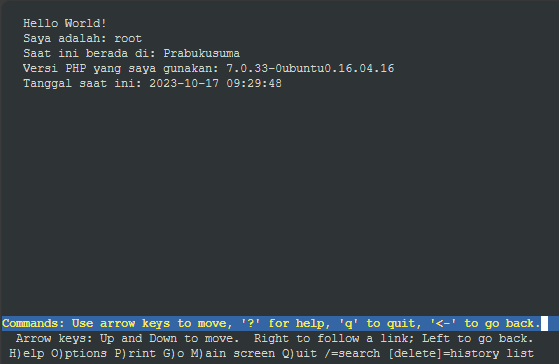 Hello World!
Saya adalah: root
Saat ini berada di: Prabukusuma
Versi PHP yang saya gunakan: 7.0.33-0ubuntu0.16.04.16
Tanggal saat ini: 2023-10-17 09:29:48
Commands: Use arrow keys to move, '?' for help, 'q' to quit, '<-' to go back.
Arrow keys: Up and Down to move.  Right to follow a link; Left to go back.
H)elp O)ptions P)rint G)o M)ain screen Q)uit /=search [delete]=history list